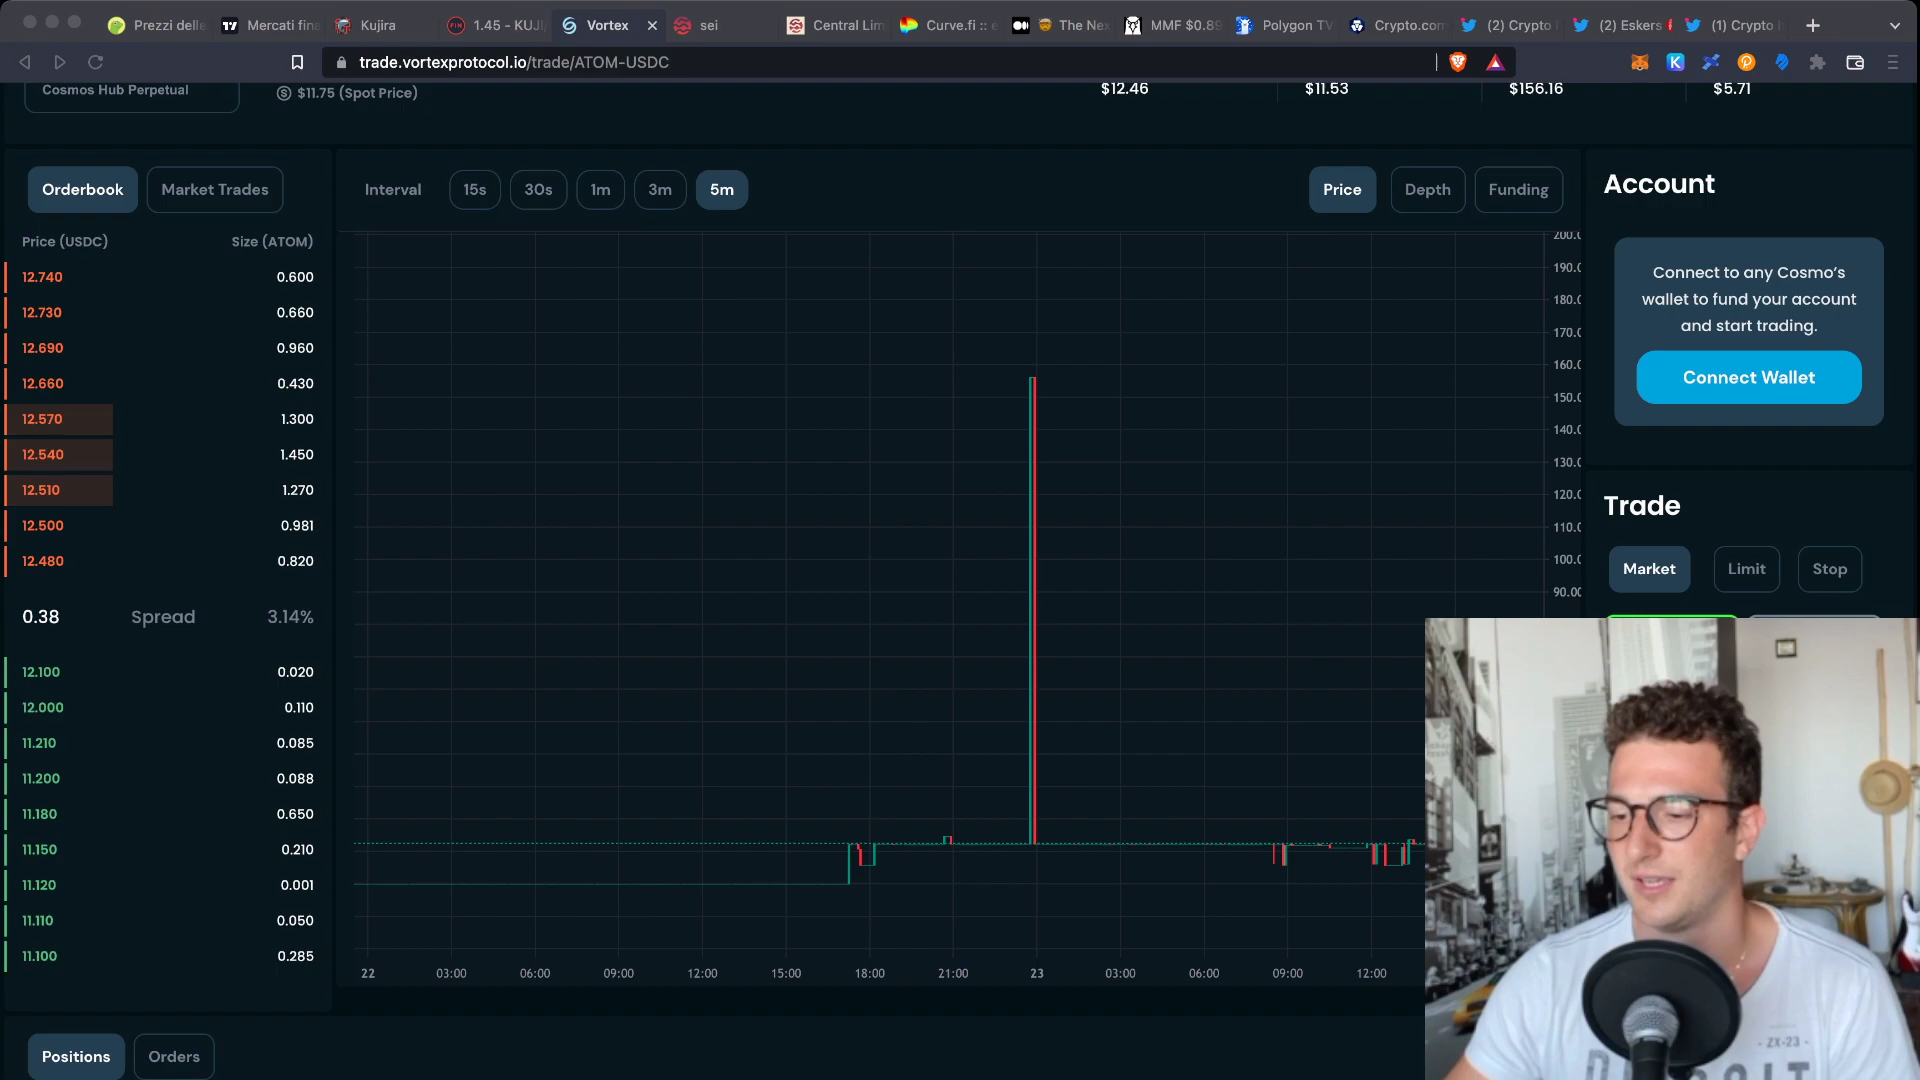 Prezzi delle
Mercati fina
Kujira
1.45 - KUJI
Vortex
sei
Central Lim
Curve.fi :: e
The Nex
MMF $0.89
Polygon TV
Crypto.com
(2) Crypto
(2) Eskers
(1) Crypto
trade.vortexprotocol.io/trade/ATOM-USDC
Cosmos Hub Perpetual
$11.75 (Spot Price)
$12.46
$11.53
$156.16
$5.71
Orderbook
Market Trades
Interval
15s
30s
1m
3m
5m
Price
Depth
Funding
Price (USDC)
Size (ATOM)
12.740 0.600
12.730 0.660
12.690 0.960
12.660 0.430
12.570 1.300
12.540 1.450
12.510 1.270
12.500 0.981
12.480 0.820
0.38 Spread 3.14%
12.100 0.020
12.000 0.110
11.210 0.085
11.200 0.088
11.180 0.650
11.150 0.210
11.120 0.001
11.110 0.050
11.100 0.285
200.0
190.0
180.0
170.0
160.0
150.0
140.0
130.0
120.0
110.0
100.0
90.00
22
03:00
06:00
09:00
12:00
15:00
18:00
21:00
23
03:00
06:00
09:00
12:00
Account
Connect to any Cosmo's
wallet to fund your account
and start trading.
Connect Wallet
Trade
Market
Limit
Stop
Positions
Orders
- ZX-23 -